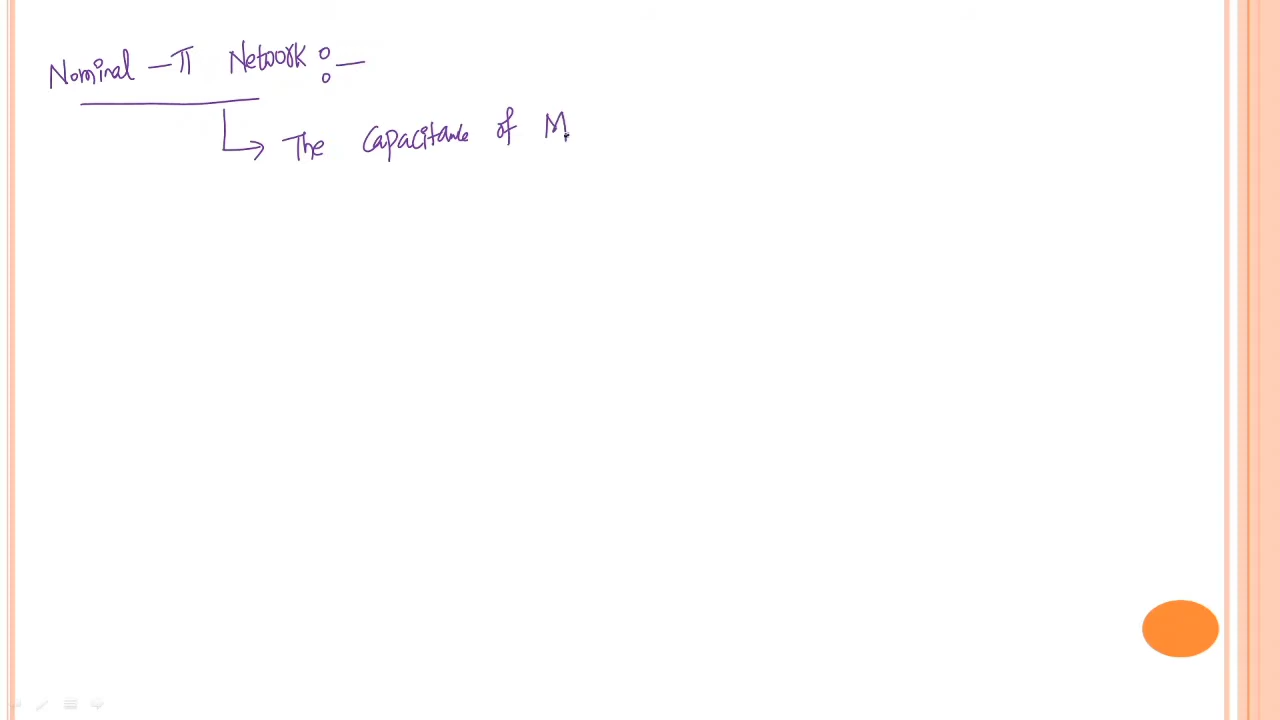 Nominal - π Network :-
↳ The Capacitance of M